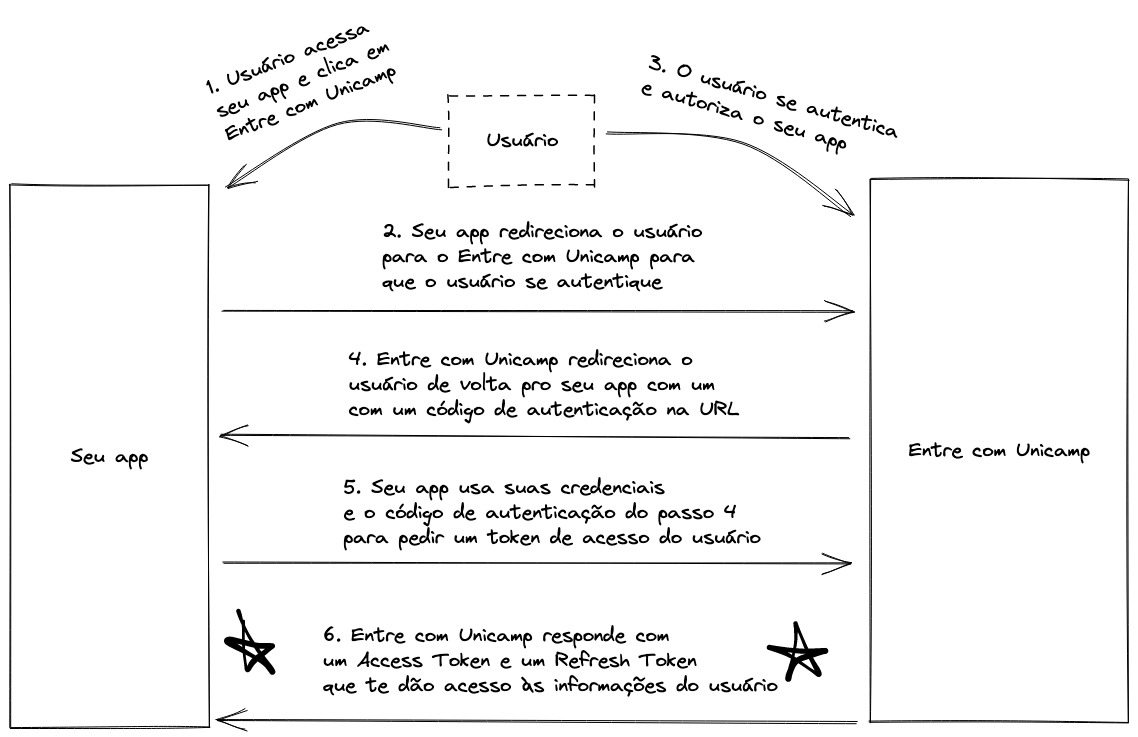 1. Usuário acessa
seu app e clica em
Entre com Unicamp
Usuário
3. O usuário se autentica
e autoriza o seu app
2. Seu app redireciona o usuário
para o Entre com Unicamp para
que o usuário se autentique
4. Entre com Unicamp redireciona o
usuário de volta pro seu app com um
com um código de autenticação na URL
Seu app
Entre com Unicamp
5. Seu app usa suas credenciais
e o código de autenticação do passo 4
para pedir um token de acesso do usuário
6. Entre com Unicamp responde com
um Access Token e um Refresh Token
que te dão acesso às informações do usuário